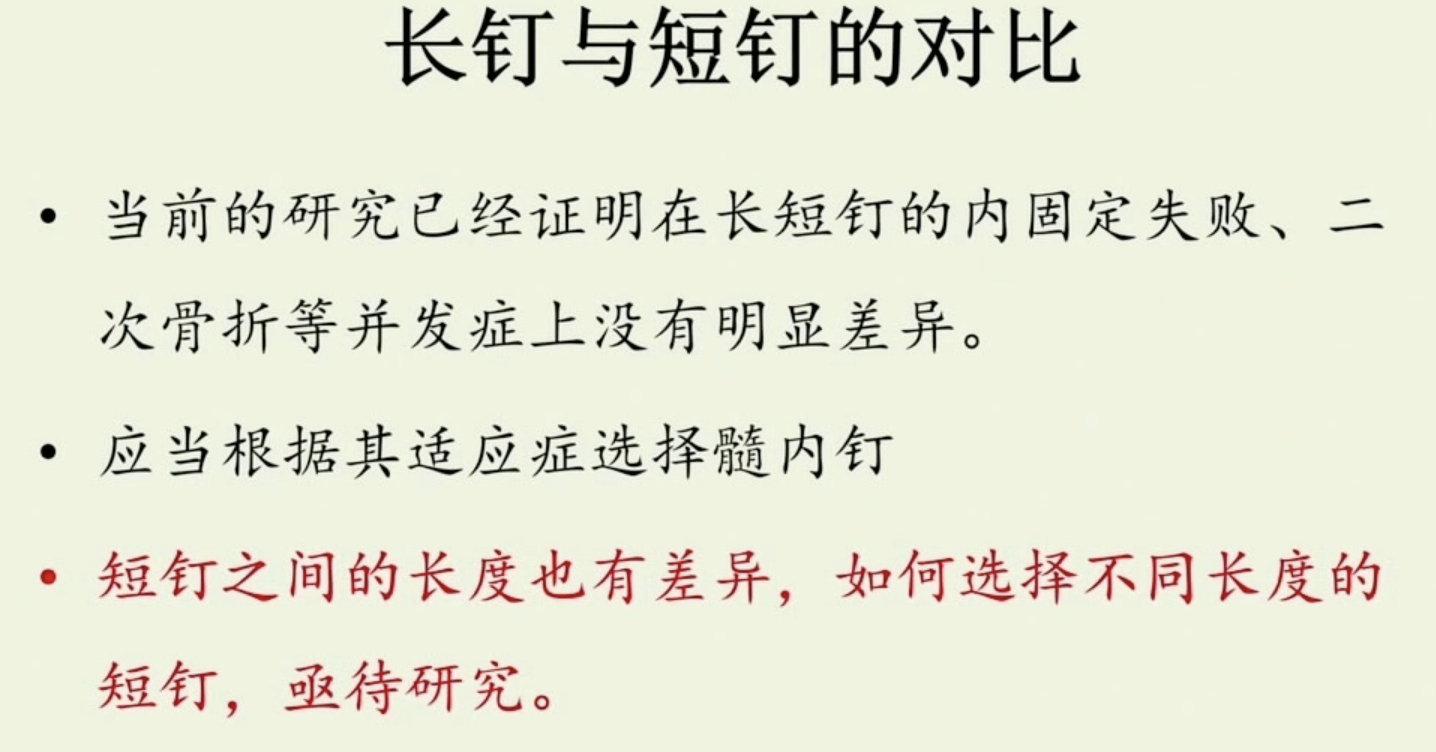 长钉与短钉的对比
• 当前的研究已经证明在长短钉的内固定失败、二
次骨折等并发症上没有明显差异。
• 应当根据其适应症选择髓内钉
• 短钉之间的长度也有差异，如何选择不同长度的
短钉，亟待研究。